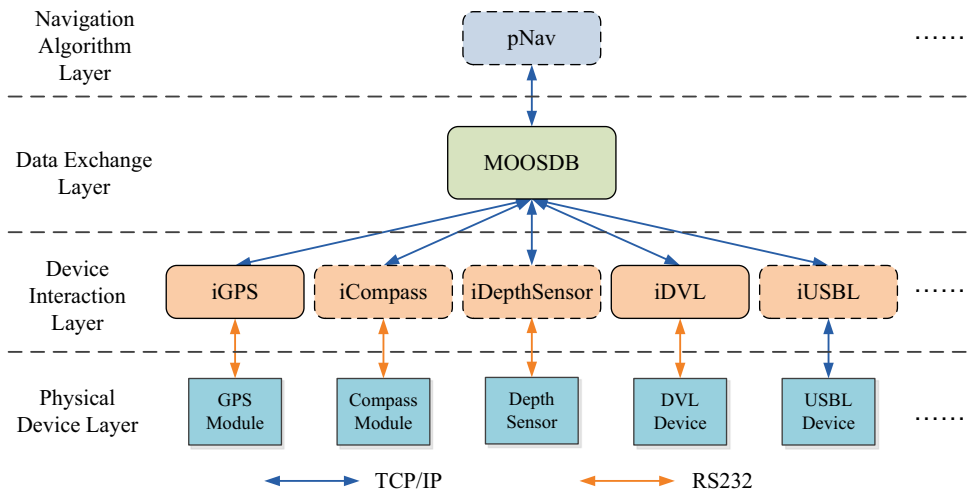 Navigation
Algorithm
Layer
pNav
......
Data Exchange
Layer
MOOSDB
Device
Interaction
Layer
iGPS
iCompass
iDepthSensor
iDVL
iUSBL
......
Physical
Device Layer
GPS
Module
Compass
Module
Depth
Sensor
DVL
Device
USBL
Device
......
TCP/IP
RS232